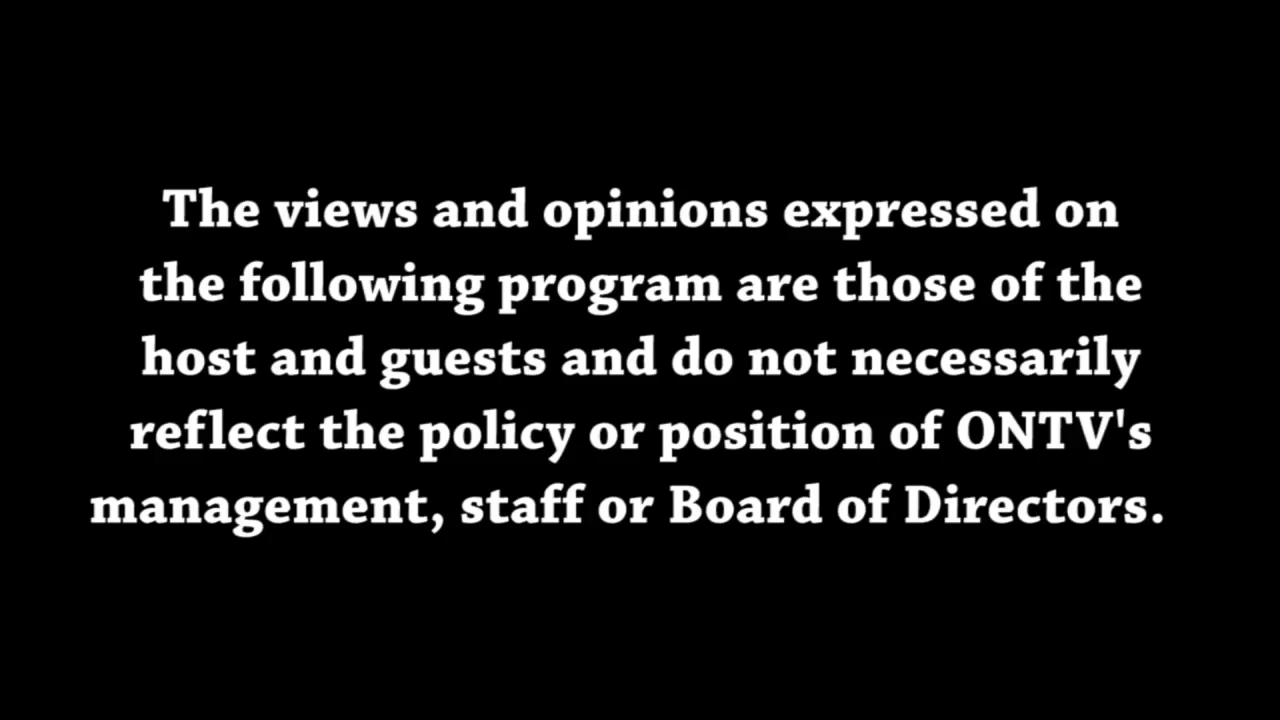 The views and opinions expressed on
the following program are those of the
host and guests and do not necessarily
reflect the policy or position of ONTV's
management, staff or Board of Directors.